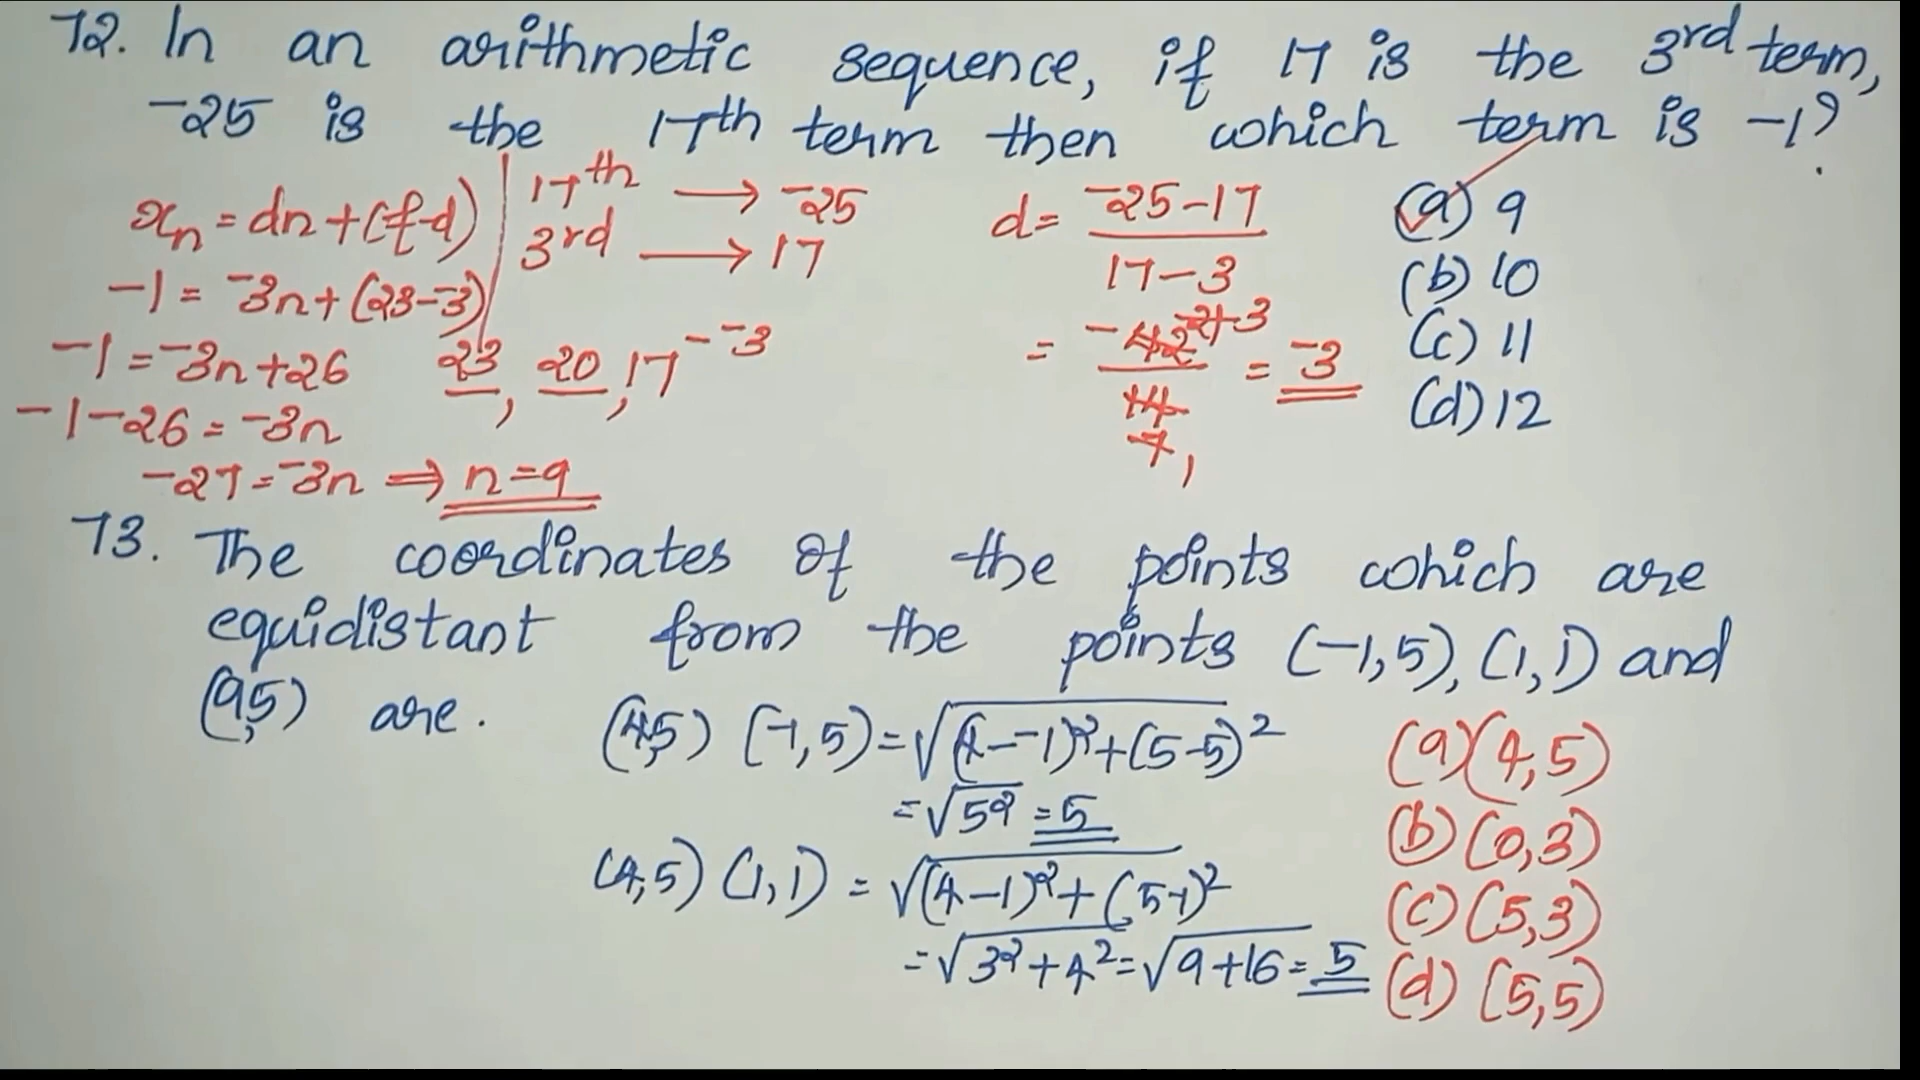 72. In an arithmetic sequence, if 17 is the 3rd term,
-25 is the 17th term then which term is -1?
xn = dn+(f-d)
17th → -25
3rd → 17
d = -25-17 / 17-3
(a) 9
(b) 10
(c) 11
(d) 12
-1 = -3n+(23--3)
-1 = -3n+26
23, 20, 17 - -3
= -42 / 14 = -3
7,
-1-26 = -3n
-27 = -3n ⇒ n=9
73. The coordinates of the points which are
equidistant from the points (-1,5), (1,1) and
(9,5) are.
(4,5) (-1,5) = √(4--1)²+(5-5)²
= √5² = 5
(4,5) (1,1) = √(4-1)²+(5-1)²
= √3²+4² = √9+16 = 5
(a) (4,5)
(b) (0,3)
(c) (5,3)
(d) (5,5)